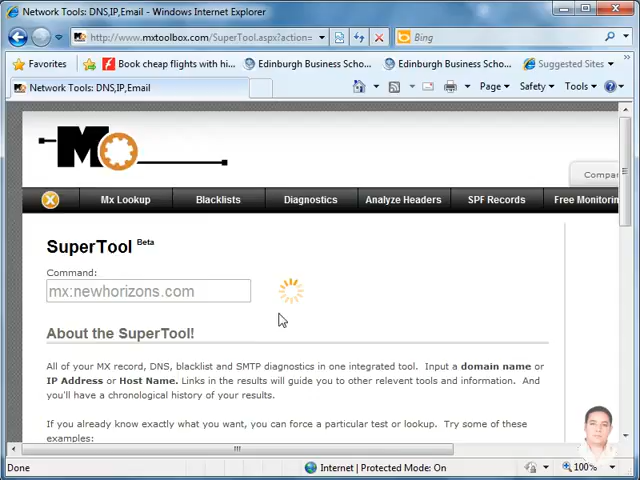 Network Tools: DNS,IP,Email - Windows Internet Explorer
http://www.mxtoolbox.com/SuperTool.aspx?action=
Bing
Favorites
Book cheap flights with hi...
Edinburgh Business Scho...
Edinburgh Business Scho...
Suggested Sites
Network Tools: DNS,IP,Email
Page
Safety
Tools
Compar
Mx Lookup
Blacklists
Diagnostics
Analyze Headers
SPF Records
Free Monitorin
SuperTool Beta
Command:
mx:newhorizons.com
About the SuperTool!
All of your MX record, DNS, blacklist and SMTP diagnostics in one integrated tool. Input a domain name or
IP Address or Host Name. Links in the results will guide you to other relevent tools and information. And
you'll have a chronological history of your results.
If you already know exactly what you want, you can force a particular test or lookup. Try some of these
examples:
Done
Internet | Protected Mode: On
100%